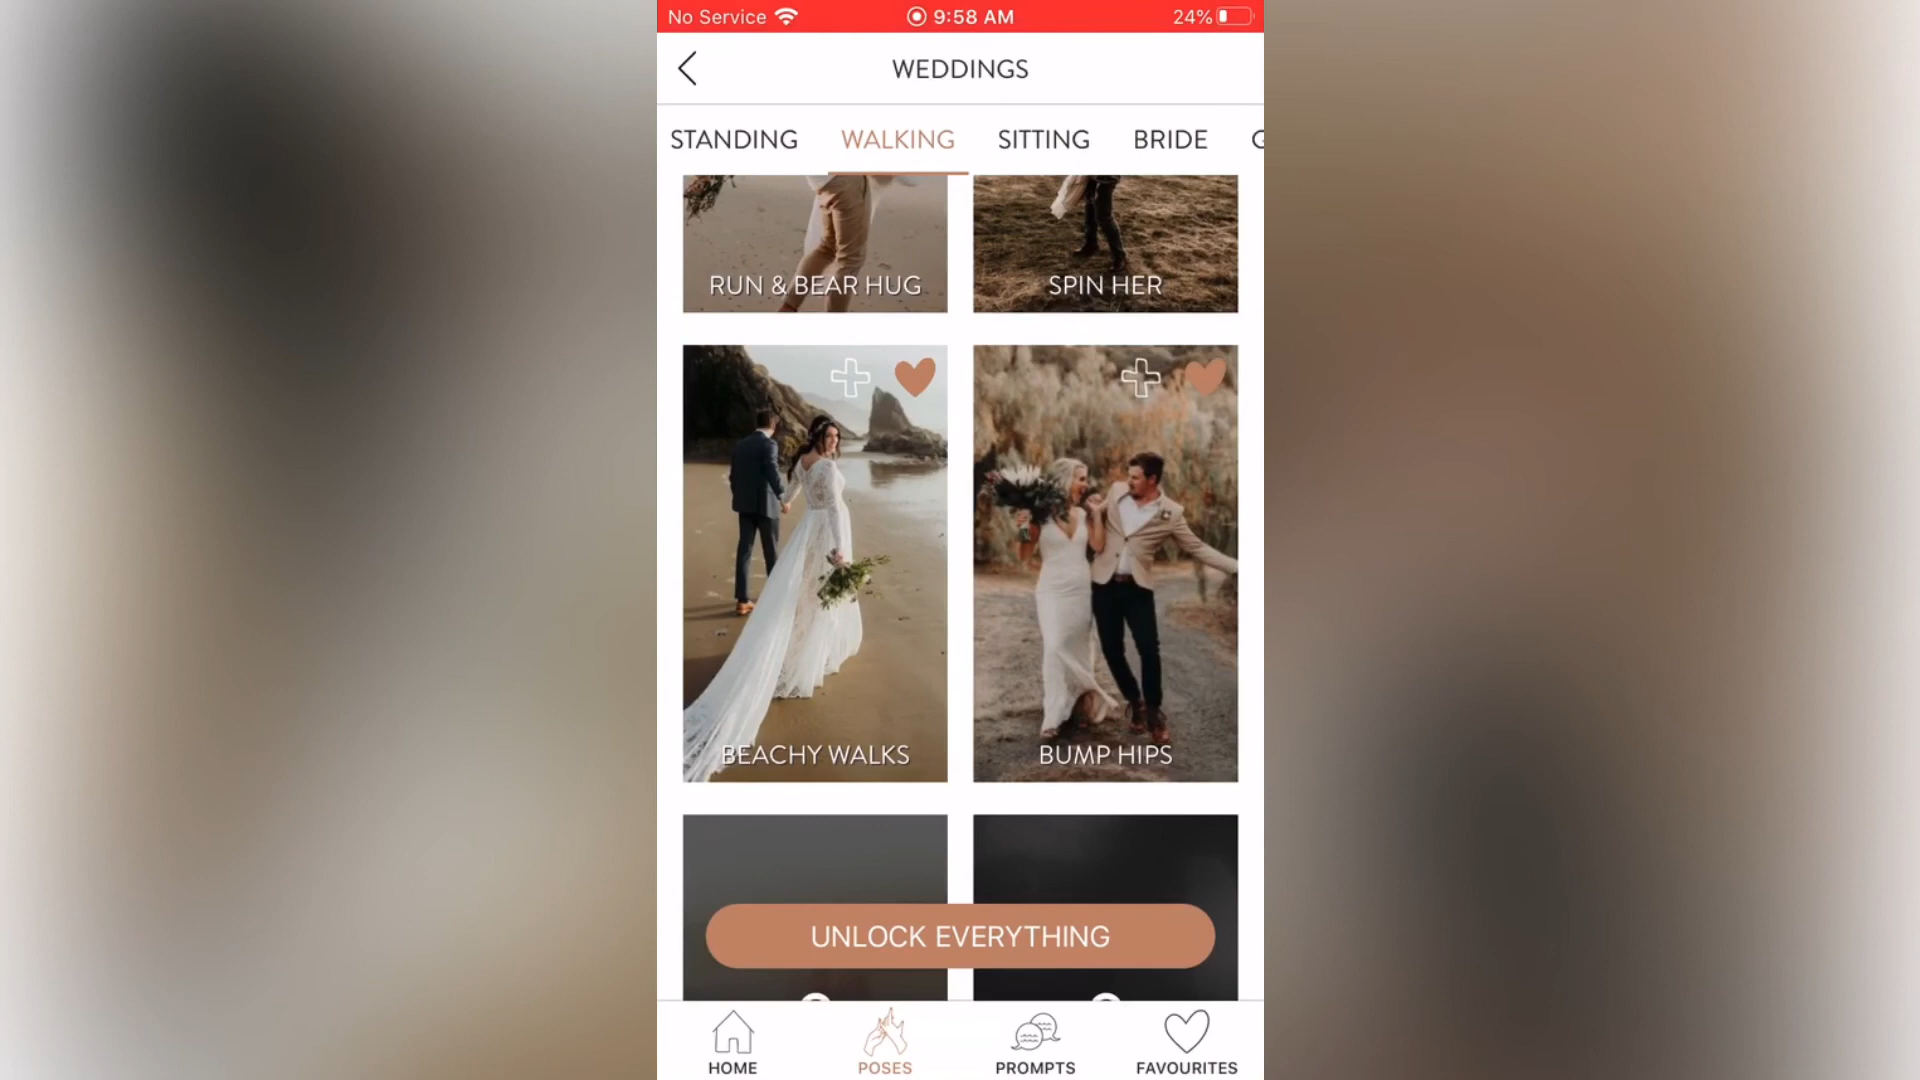 No Service 9:58 AM 24%
WEDDINGS
STANDING WALKING SITTING BRIDE
RUN & BEAR HUG SPIN HER
BEACHY WALKS BUMP HIPS
UNLOCK EVERYTHING
HOME POSES PROMPTS FAVOURITES